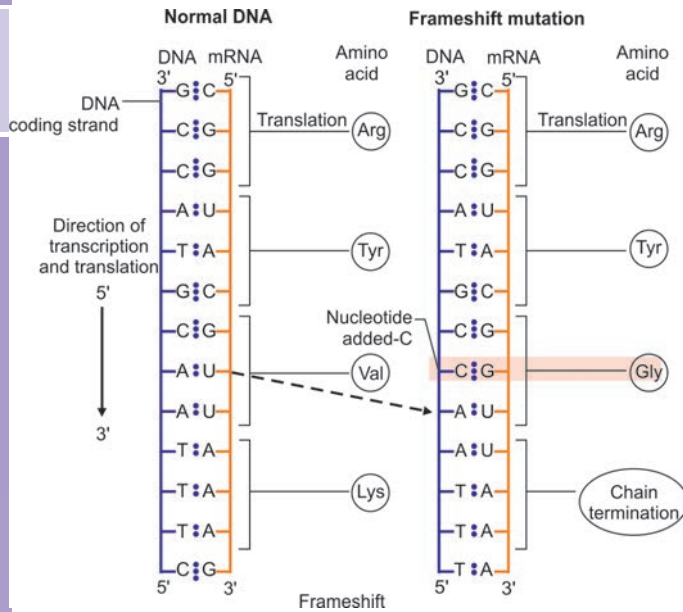 Normal DNA
DNA mRNA
Amino
acid
3' 5'
DNA
coding strand
G C
Translation
C G
Arg
C G
A U
Direction of
transcription
and translation
T A
Tyr
G C
5'
C G
A U
Val
A U
3'
T A
T A
Lys
T A
C G
5' 3'
Frameshift mutation
DNA mRNA
Amino
acid
3' 5'
G C
Translation
C G
Arg
C G
A U
T A
Tyr
G C
Nucleotide
added-C
C G
C G
Gly
A U
A U
T A
Chain
termination
T A
T A
5' 3'
Frameshift